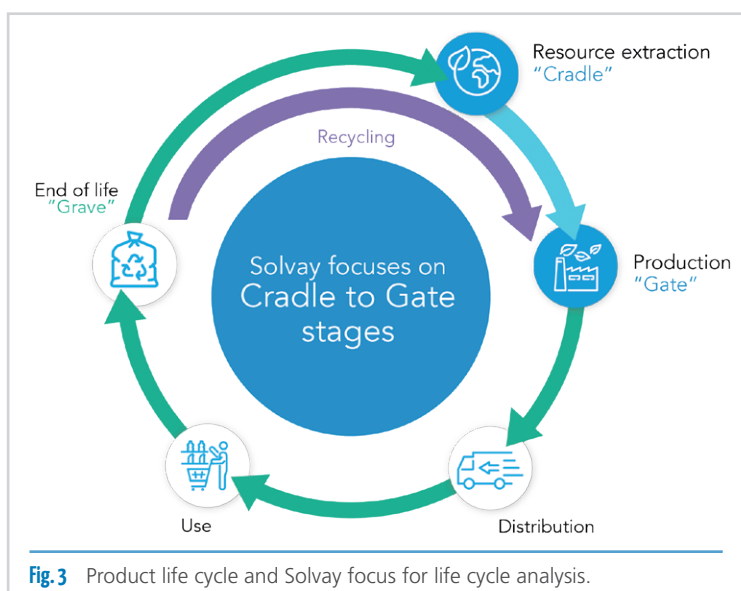 Resource extraction
“Cradle”
Recycling
End of life
“Grave”
Solvay focuses on
Cradle to Gate
stages
Production
“Gate”
Use
Distribution
Fig. 3 Product life cycle and Solvay focus for life cycle analysis.